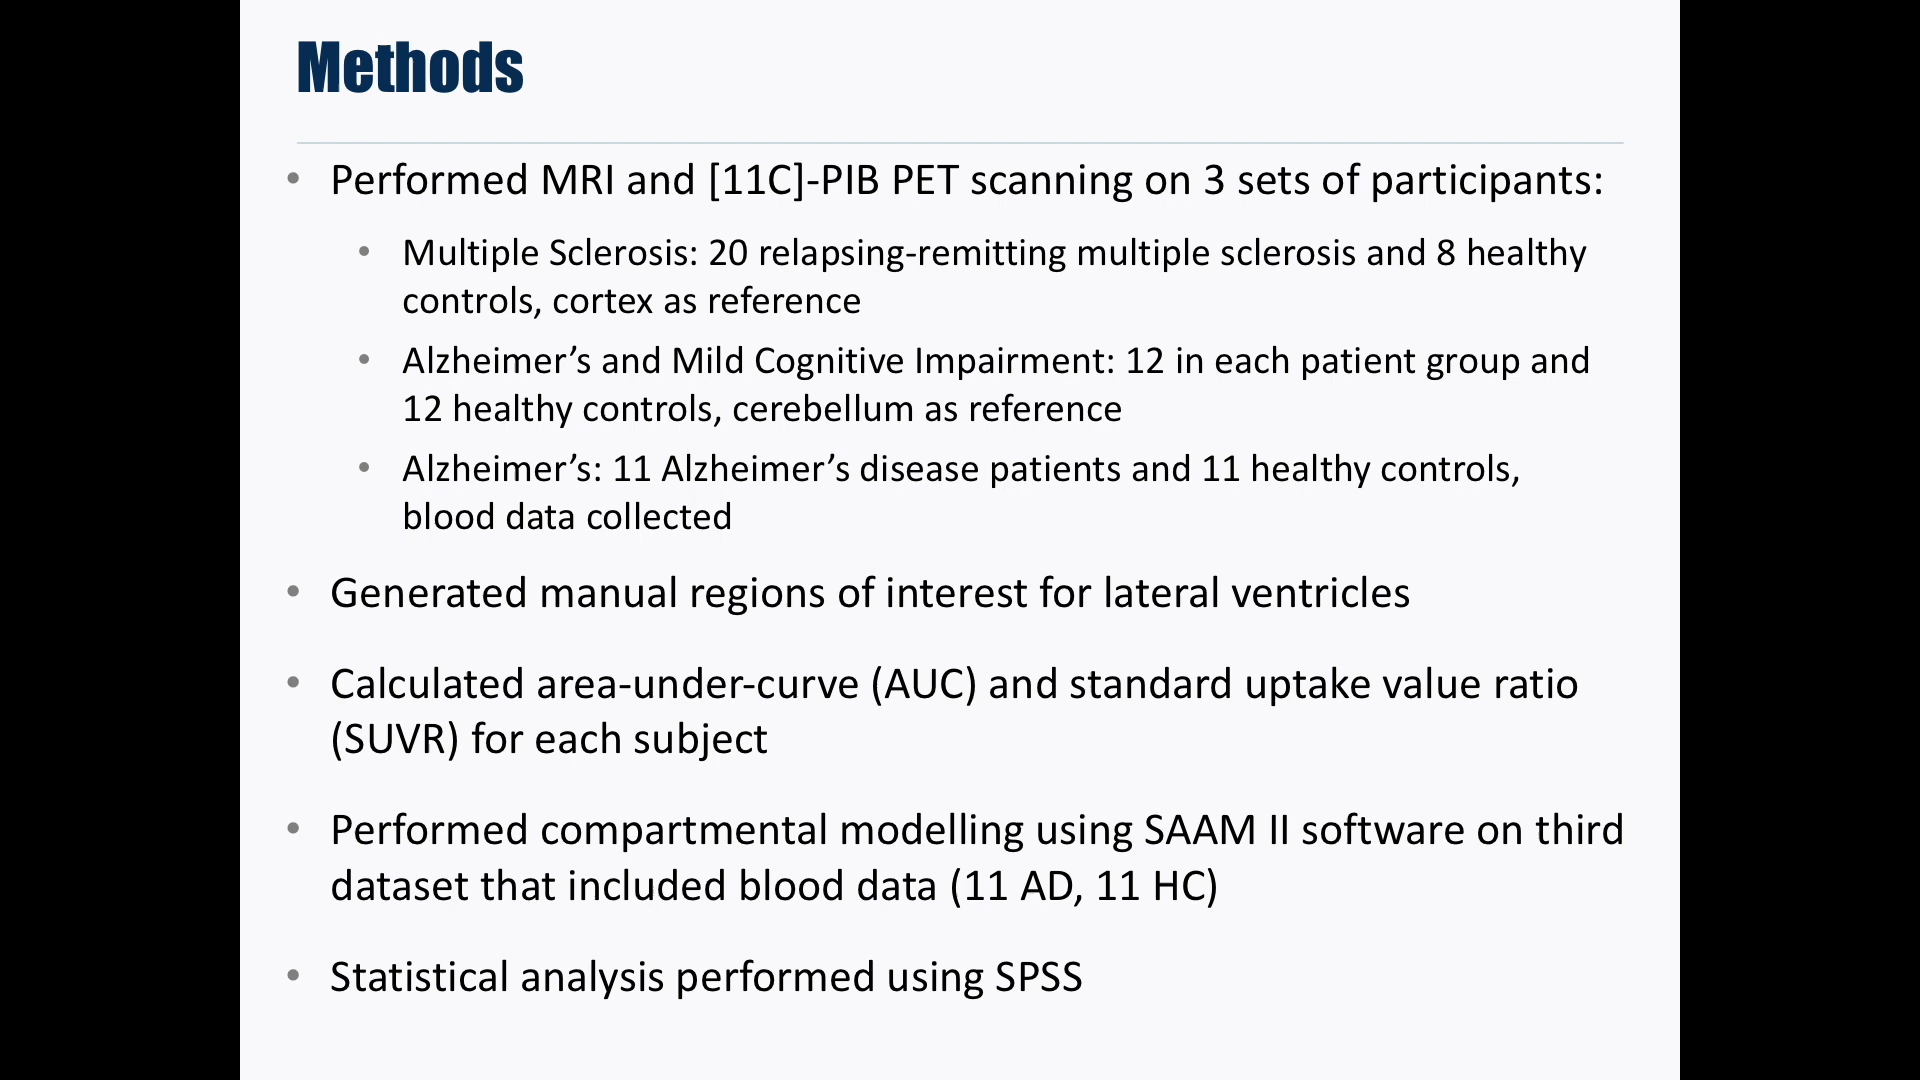 Methods
• Performed MRI and [11C]-PIB PET scanning on 3 sets of participants:
• Multiple Sclerosis: 20 relapsing-remitting multiple sclerosis and 8 healthy
controls, cortex as reference
• Alzheimer’s and Mild Cognitive Impairment: 12 in each patient group and
12 healthy controls, cerebellum as reference
• Alzheimer’s: 11 Alzheimer’s disease patients and 11 healthy controls,
blood data collected
• Generated manual regions of interest for lateral ventricles
• Calculated area-under-curve (AUC) and standard uptake value ratio
(SUVR) for each subject
• Performed compartmental modelling using SAAM II software on third
dataset that included blood data (11 AD, 11 HC)
• Statistical analysis performed using SPSS